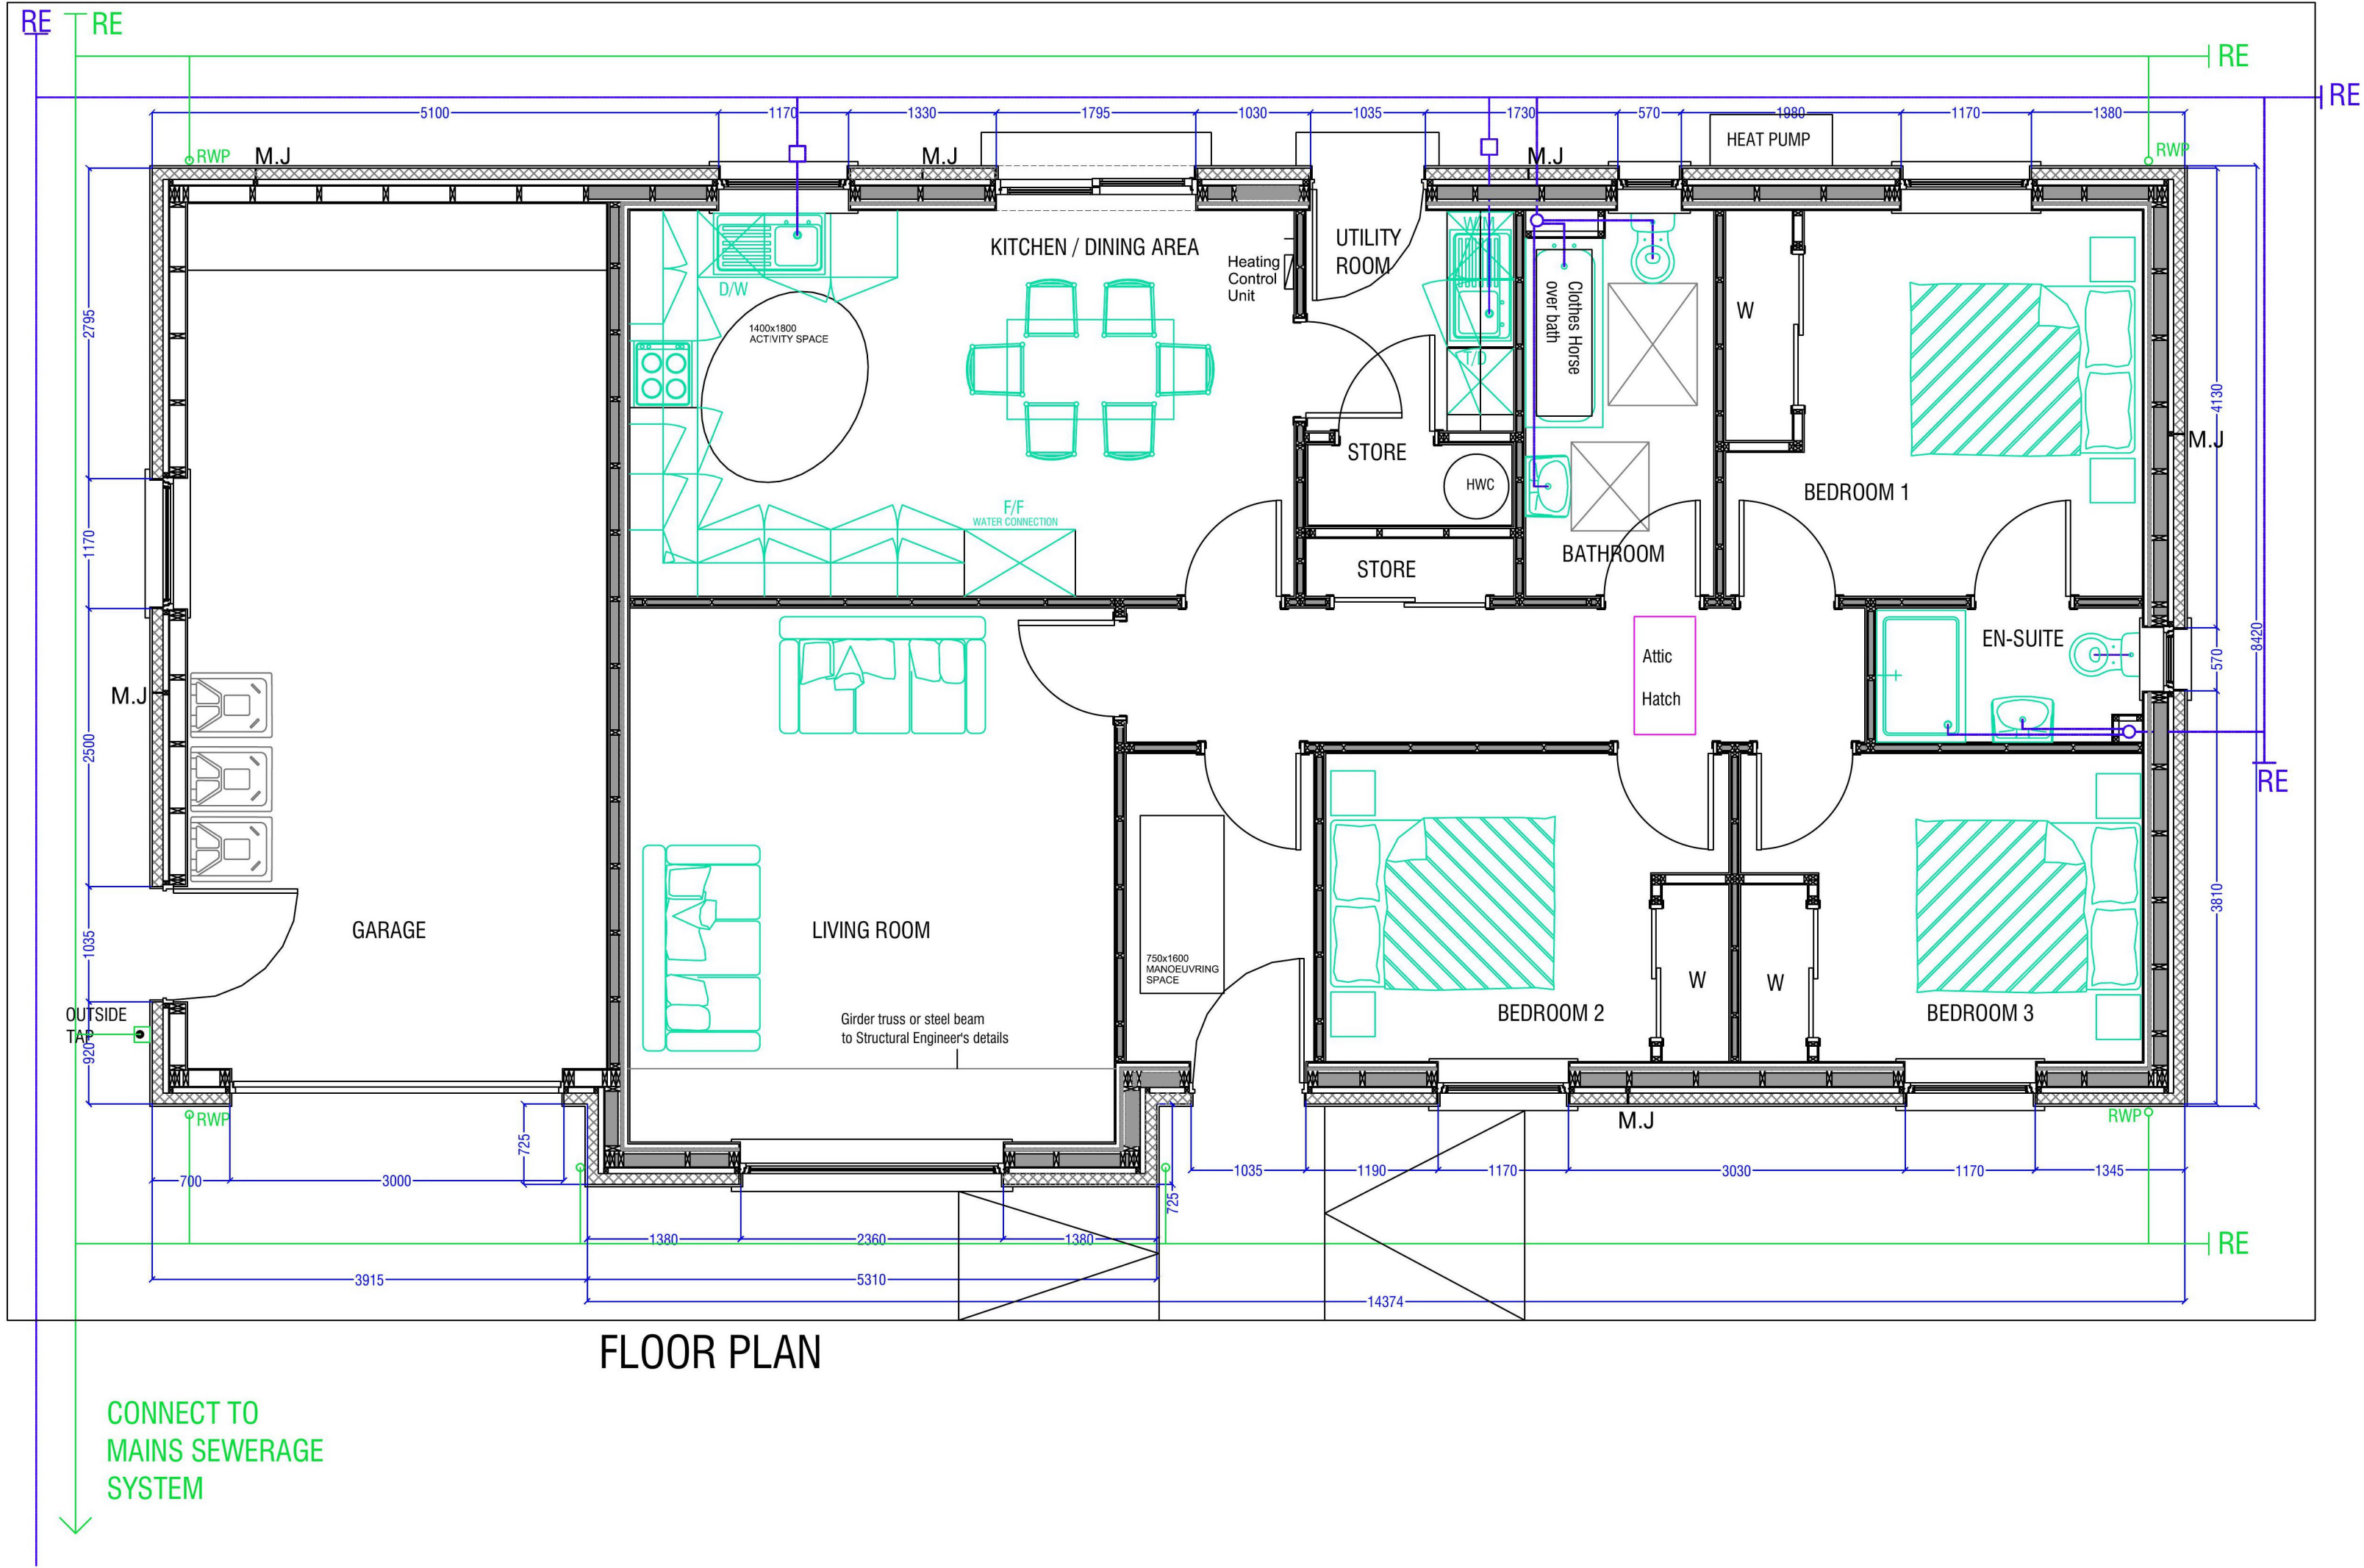 RE
RE
RE
RE
5100
1170
1330
1795
1030
1035
1730
570
1980
1170
1380
HEAT PUMP
RWP
M.J
M.J
M.J
RWP
KITCHEN / DINING AREA
UTILITY
ROOM
W/M
Heating
Control
Unit
D/W
1400x1800
ACTIVITY SPACE
Clothes Horse
over bath
W
2795
T/D
4130
M.J
STORE
HWC
BEDROOM 1
F/F
WATER CONNECTION
1170
BATHROOM
STORE
8420
570
Attic
Hatch
EN-SUITE
M.J
2500
RE
GARAGE
LIVING ROOM
1035
3810
750x1600
MANOEUVRING
SPACE
W
W
BEDROOM 2
BEDROOM 3
OUTSIDE
TAP
920
Girder truss or steel beam
to Structural Engineer's details
RWP
M.J
RWP
725
700
3000
725
1035
1190
1170
3030
1170
1345
1380
2360
1380
RE
3915
5310
14374
FLOOR PLAN
CONNECT TO
MAINS SEWERAGE
SYSTEM